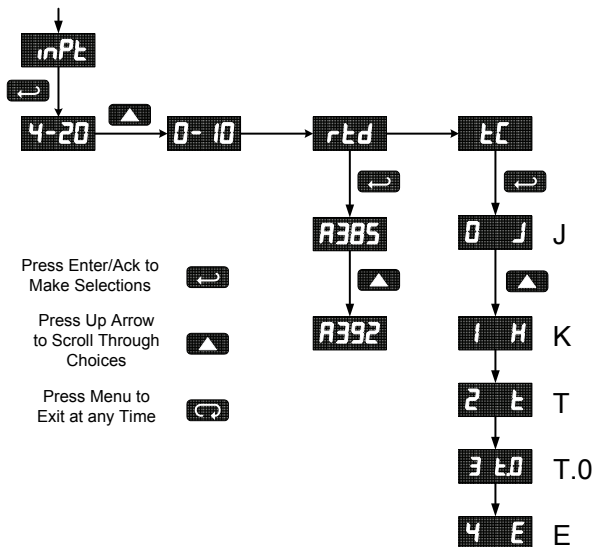 inPt
4-20
0-10
rtd
tC
A385
0 J
J
Press Enter/Ack to
Make Selections
A392
1 H
K
Press Up Arrow
to Scroll Through
Choices
2 t
T
Press Menu to
Exit at any Time
3 t.0
T.0
4 E
E